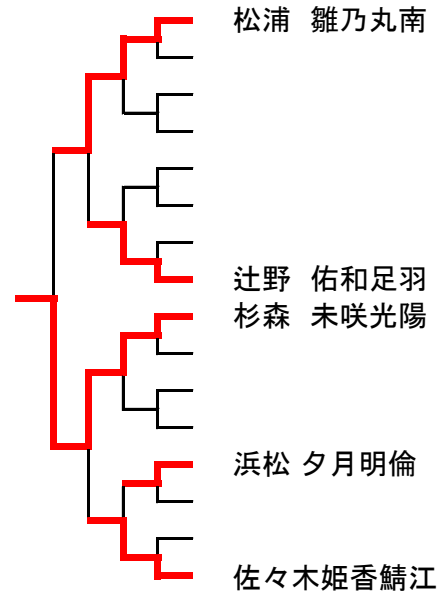 松浦 雛乃丸南
辻野 佑和足羽
杉森 未咲光陽
浜松 夕月明倫
佐々木姫香鯖江